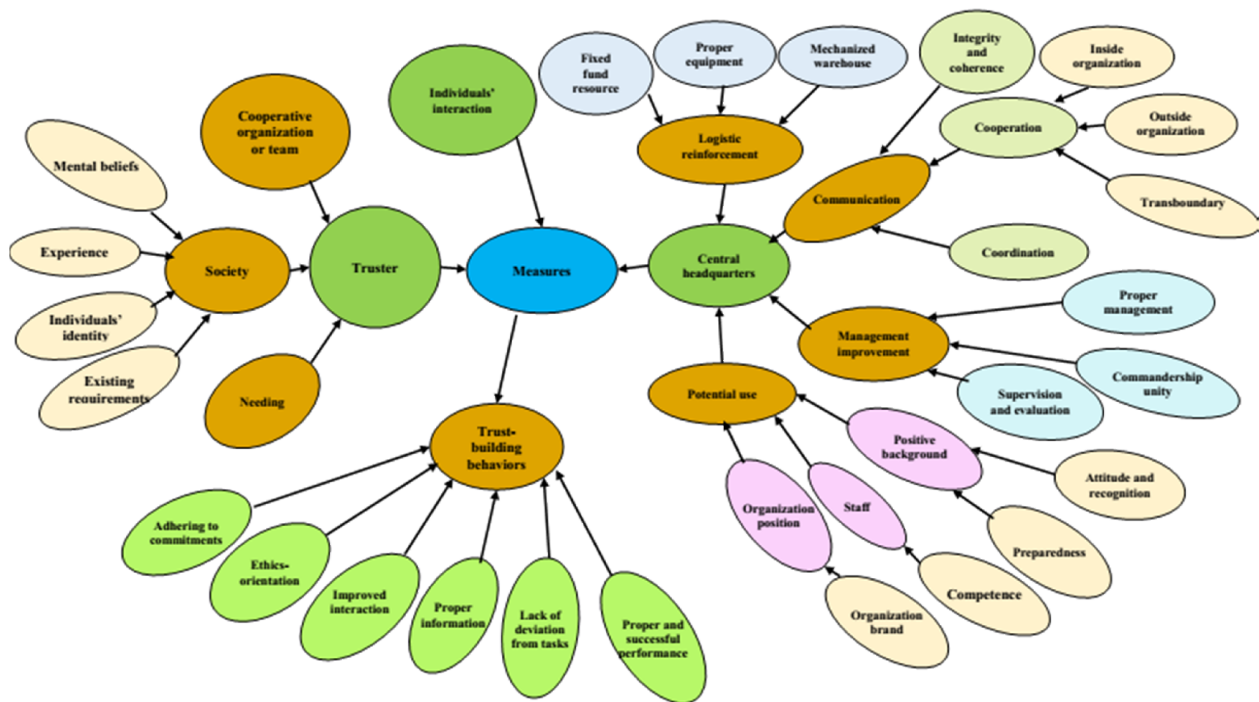 Integrity
and
coherence
Inside
organization
Fixed
fund
resource
Proper
equipment
Mechanized
warehouse
Individuals'
interaction
Cooperative
organization
or team
Logistic
reinforcement
Cooperation
Outside
organization
Mental beliefs
Communication
Transboundary
Experience
Society
Truster
Measures
Central
headquarters
Coordination
Individuals'
identity
Proper
management
Management
improvement
Existing
requirements
Needing
Potential use
Supervision
and evaluation
Commandership
unity
Trust-
building
behaviors
Positive
background
Attitude and
recognition
Adhering to
commitments
Organization
position
Staff
Preparedness
Ethics-
orientation
Improved
interaction
Proper
information
Lack of
deviation
from tasks
Proper and
successful
performance
Competence
Organization
brand